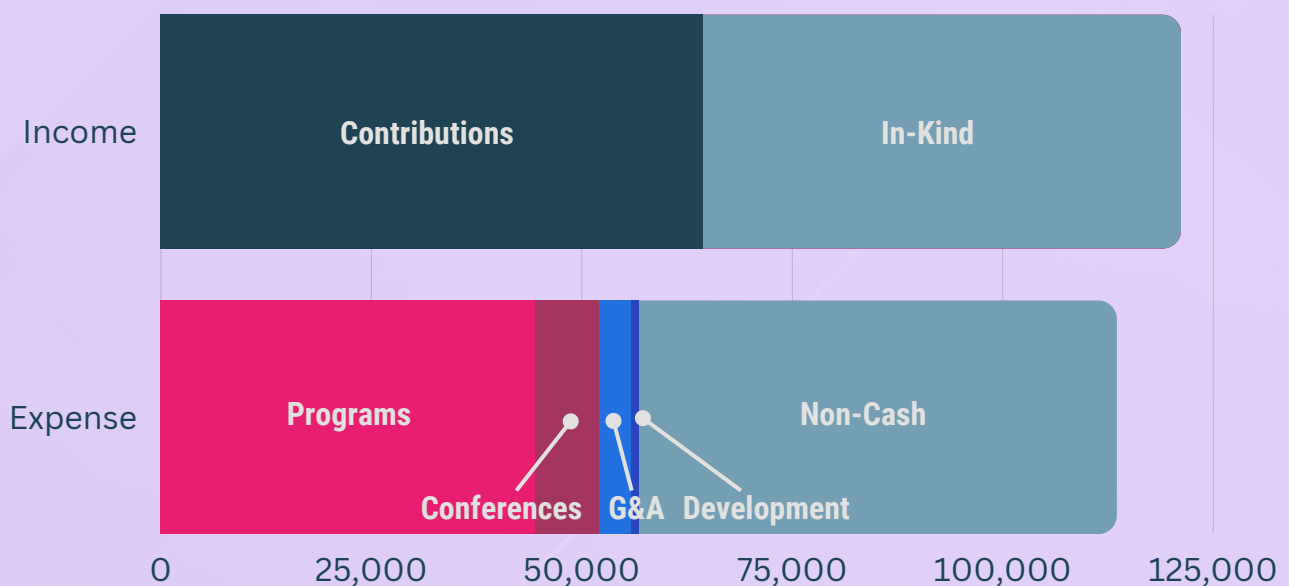 Income
Contributions
In-Kind
Expense
Programs
Non-Cash
Conferences
G&A
Development
0
25,000
50,000
75,000
100,000
125,000